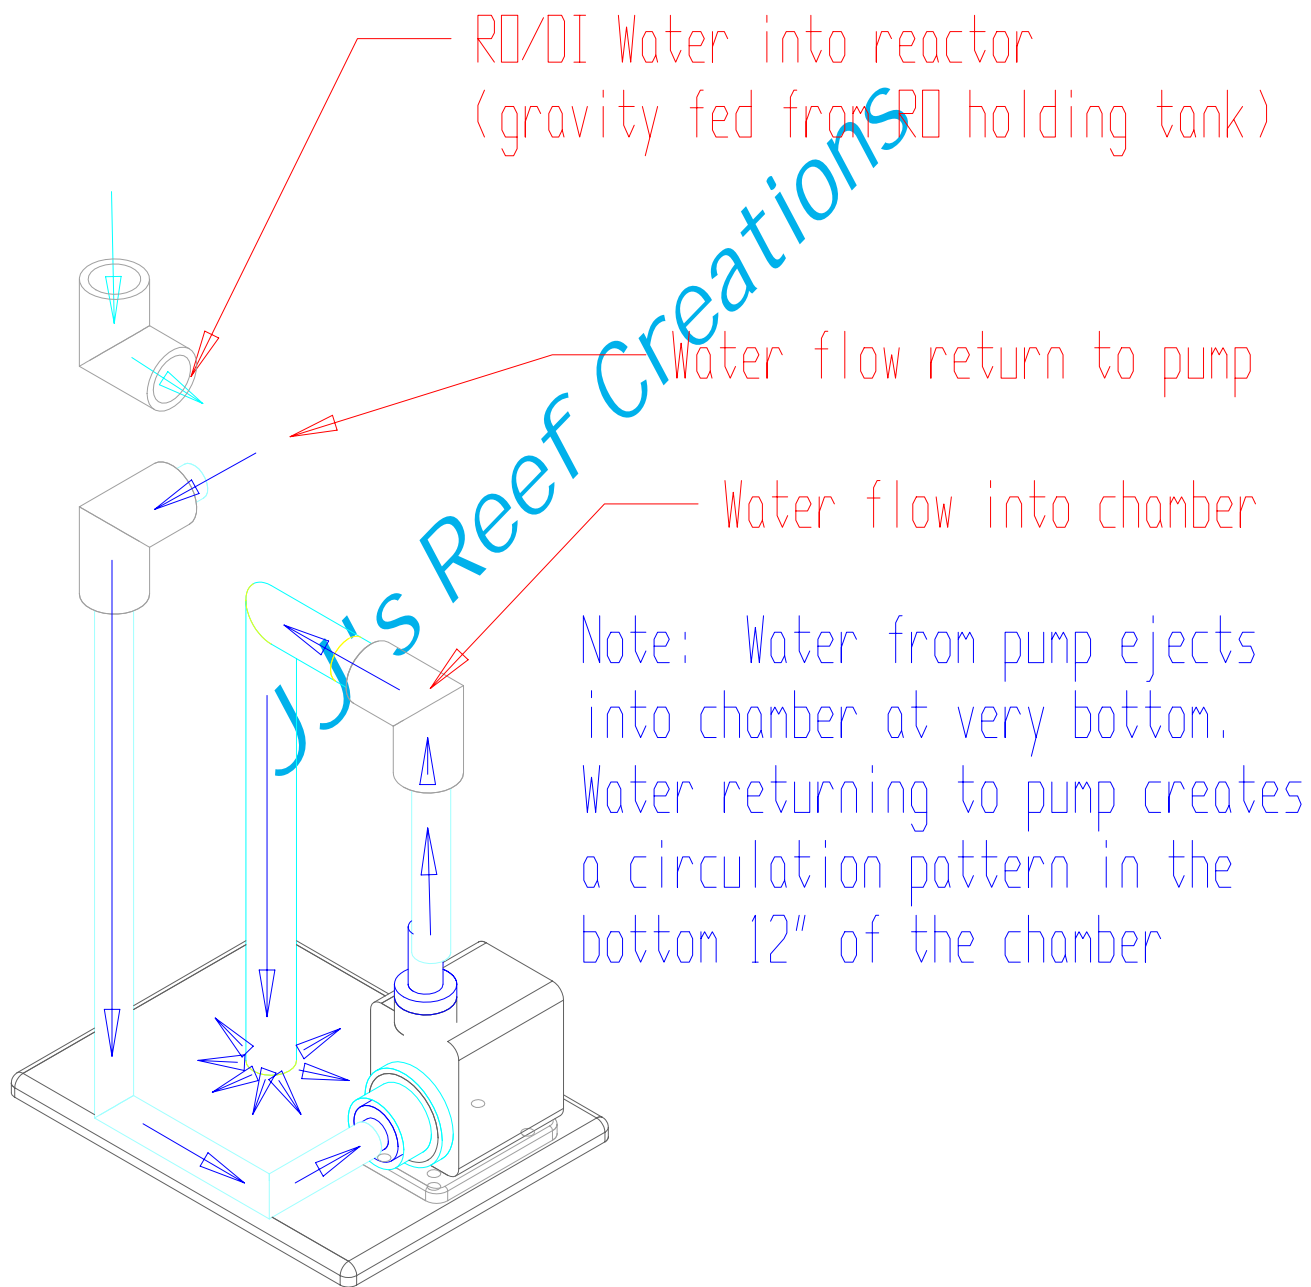 RO/DI Water into reactor
(gravity fed from RO holding tank)
Water flow return to pump
Water flow into chamber
Note: Water from pump ejects
into chamber at very bottom.
Water returning to pump creates
a circulation pattern in the
bottom 12" of the chamber
JJ's Reef Creations